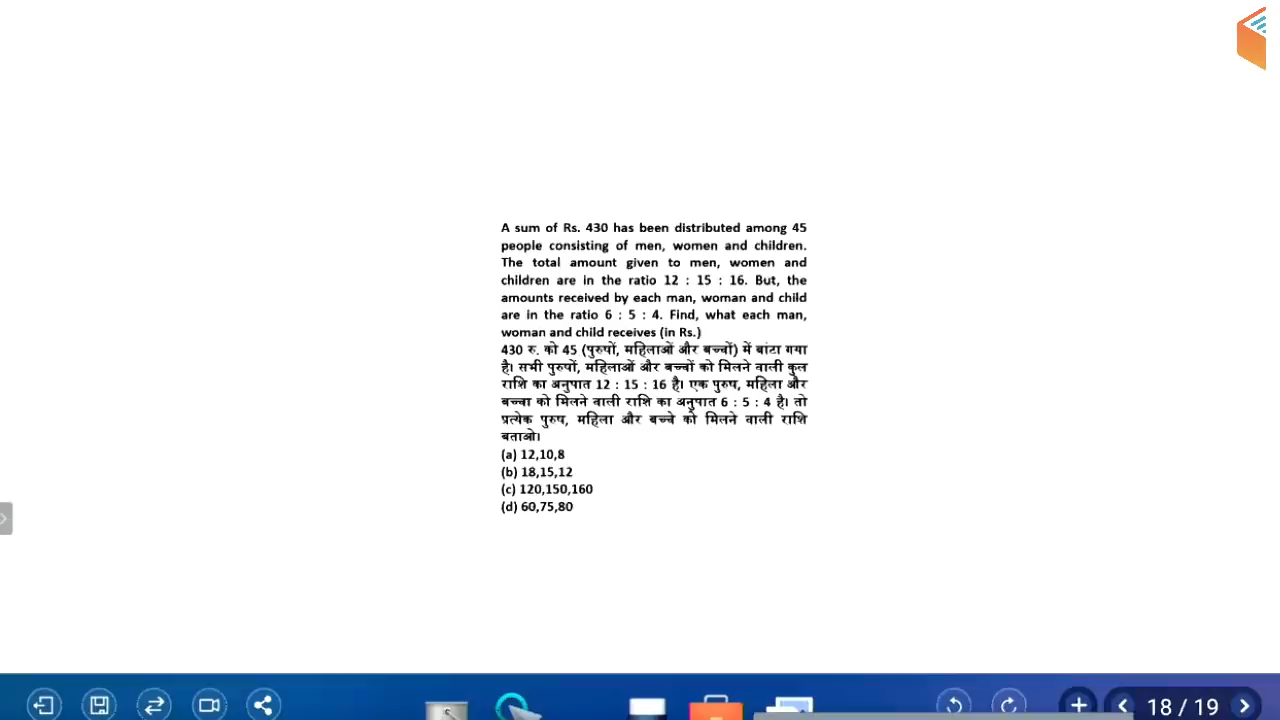 A sum of Rs. 430 has been distributed among 45
people consisting of men, women and children.
The total amount given to men, women and
children are in the ratio 12 : 15 : 16. But, the
amounts received by each man, woman and child
are in the ratio 6 : 5 : 4. Find, what each man,
woman and child receives (in Rs.)
430 रु. को 45 (पुरुषों, महिलाओं और बच्चों) में बांटा गया
है। सभी पुरुषों, महिलाओं और बच्चों को मिलने वाली कुल
राशि का अनुपात 12 : 15 : 16 है। एक पुरुष, महिला और
बच्चा को मिलने वाली राशि का अनुपात 6 : 5 : 4 है। तो
प्रत्येक पुरुष, महिला और बच्चे को मिलने वाली राशि
बताओ।
(a) 12,10,8
(b) 18,15,12
(c) 120,150,160
(d) 60,75,80
18 / 19